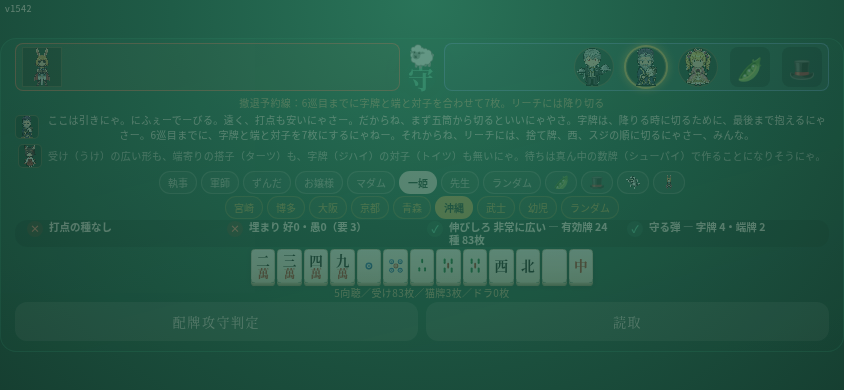 v1542
守
撤退予約線：6巡目までに字牌と端と対子を合わせて7枚。リーチには降り切る
ここは引きにゃ。にふぇーでーびる。遠く、打点も安いにゃさー。だからね、まず五筒から切るといいにゃやさ。字牌は、降りる時に切るために、最後まで抱えるにゃ
さー。6巡目までに、字牌と端と対子を7枚にするにゃねー。それからね、リーチには、捨て牌、西、スジの順に切るにゃさー、みんな。
受け（うけ）の広い形も、端寄りの搭子（ターツ）も、字牌（ジハイ）の対子（トイツ）も無いにゃ。待ちは真ん中の数牌（シューパイ）で作ることになりそうにゃ。
執事 軍師 ずんだ お嬢様 マダム 一姫 先生 ランダム
宮崎 博多 大阪 京都 青森 沖縄 武士 幼児 ランダム
× 打点の種なし × 埋まり 好0・愚0（要 3） ✓ 伸びしろ 非常に広い － 有効牌 24 ✓ 守る弾 － 字牌 4・端牌 2
種 83枚
二萬 三萬 四萬 九萬 西 北 中
5向聴／受け83枚／猫牌3枚／ドラ0枚
配牌攻守判定 読取